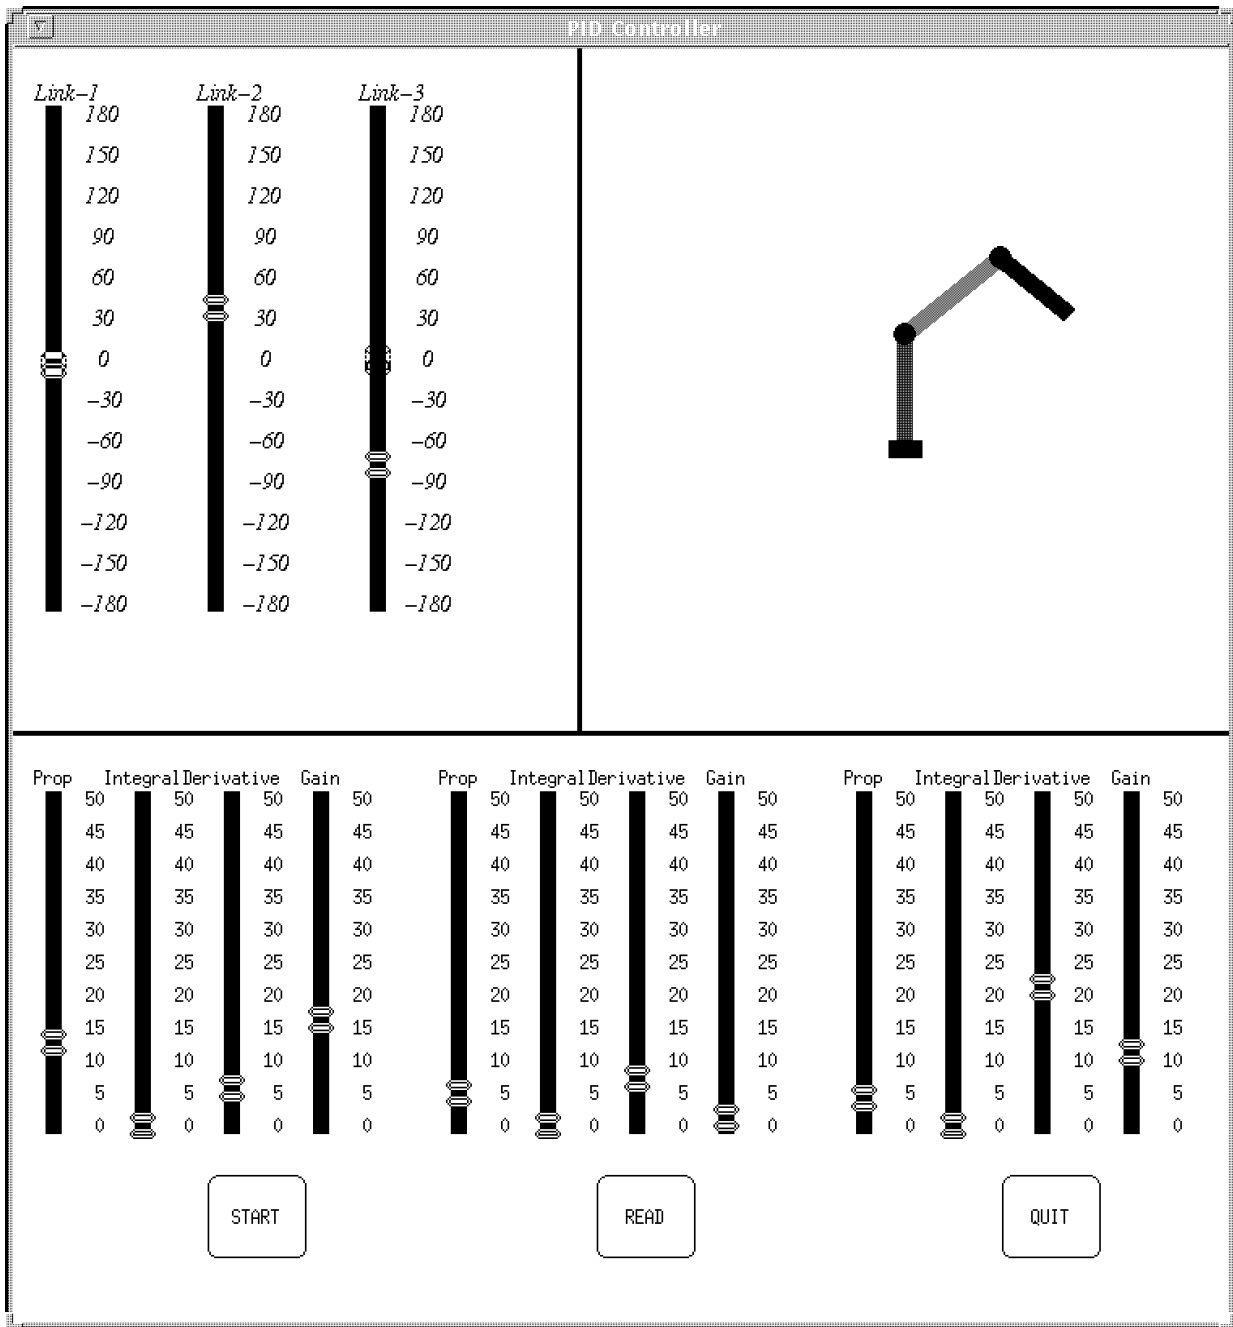 PID Controller
Link-1 Link-2 Link-3
180 180 180
150 150 150
120 120 120
90 90 90
60 60 60
30 30 30
0 0 0
-30 -30 -30
-60 -60 -60
-90 -90 -90
-120 -120 -120
-150 -150 -150
-180 -180 -180
Prop Integral Derivative Gain Prop Integral Derivative Gain Prop Integral Derivative Gain
50 50 50 50 50 50 50 50 50 50 50 50
45 45 45 45 45 45 45 45 45 45 45 45
40 40 40 40 40 40 40 40 40 40 40 40
35 35 35 35 35 35 35 35 35 35 35 35
30 30 30 30 30 30 30 30 30 30 30 30
25 25 25 25 25 25 25 25 25 25 25 25
20 20 20 20 20 20 20 20 20 20 20 20
15 15 15 15 15 15 15 15 15 15 15 15
10 10 10 10 10 10 10 10 10 10 10 10
5 5 5 5 5 5 5 5 5 5 5 5
0 0 0 0 0 0 0 0 0 0 0 0
START READ QUIT